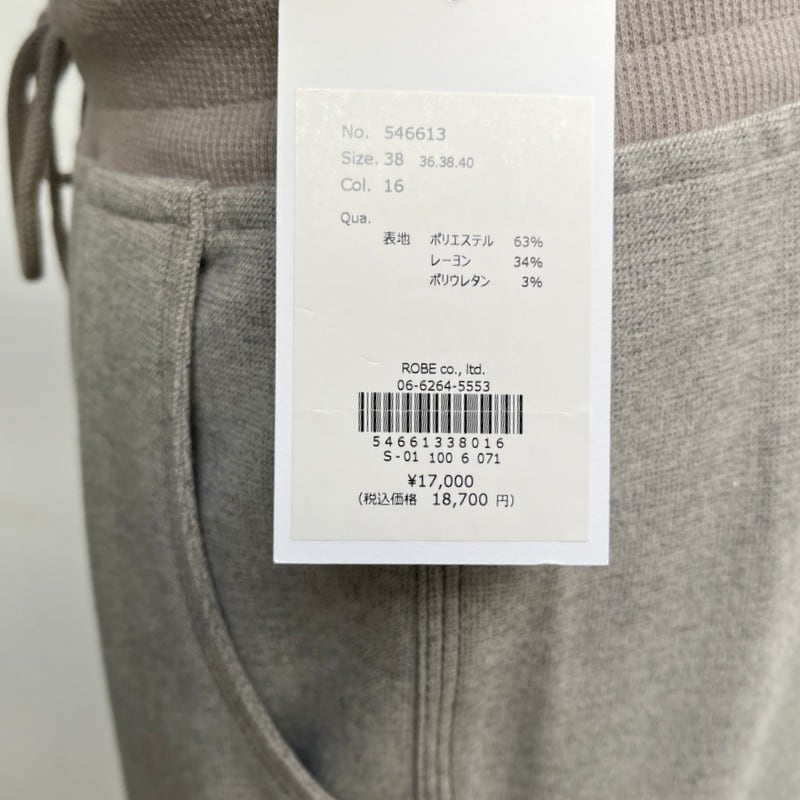 No. 546613
Size. 38 36.38.40
Col. 16
Qua.
表地 ポリエステル 63%
レーヨン 34%
ポリウレタン 3%
ROBE co., ltd.
06-6264-5553
54661338016
S-01 100 6 071
¥17,000
(税込価格 18,700 円)